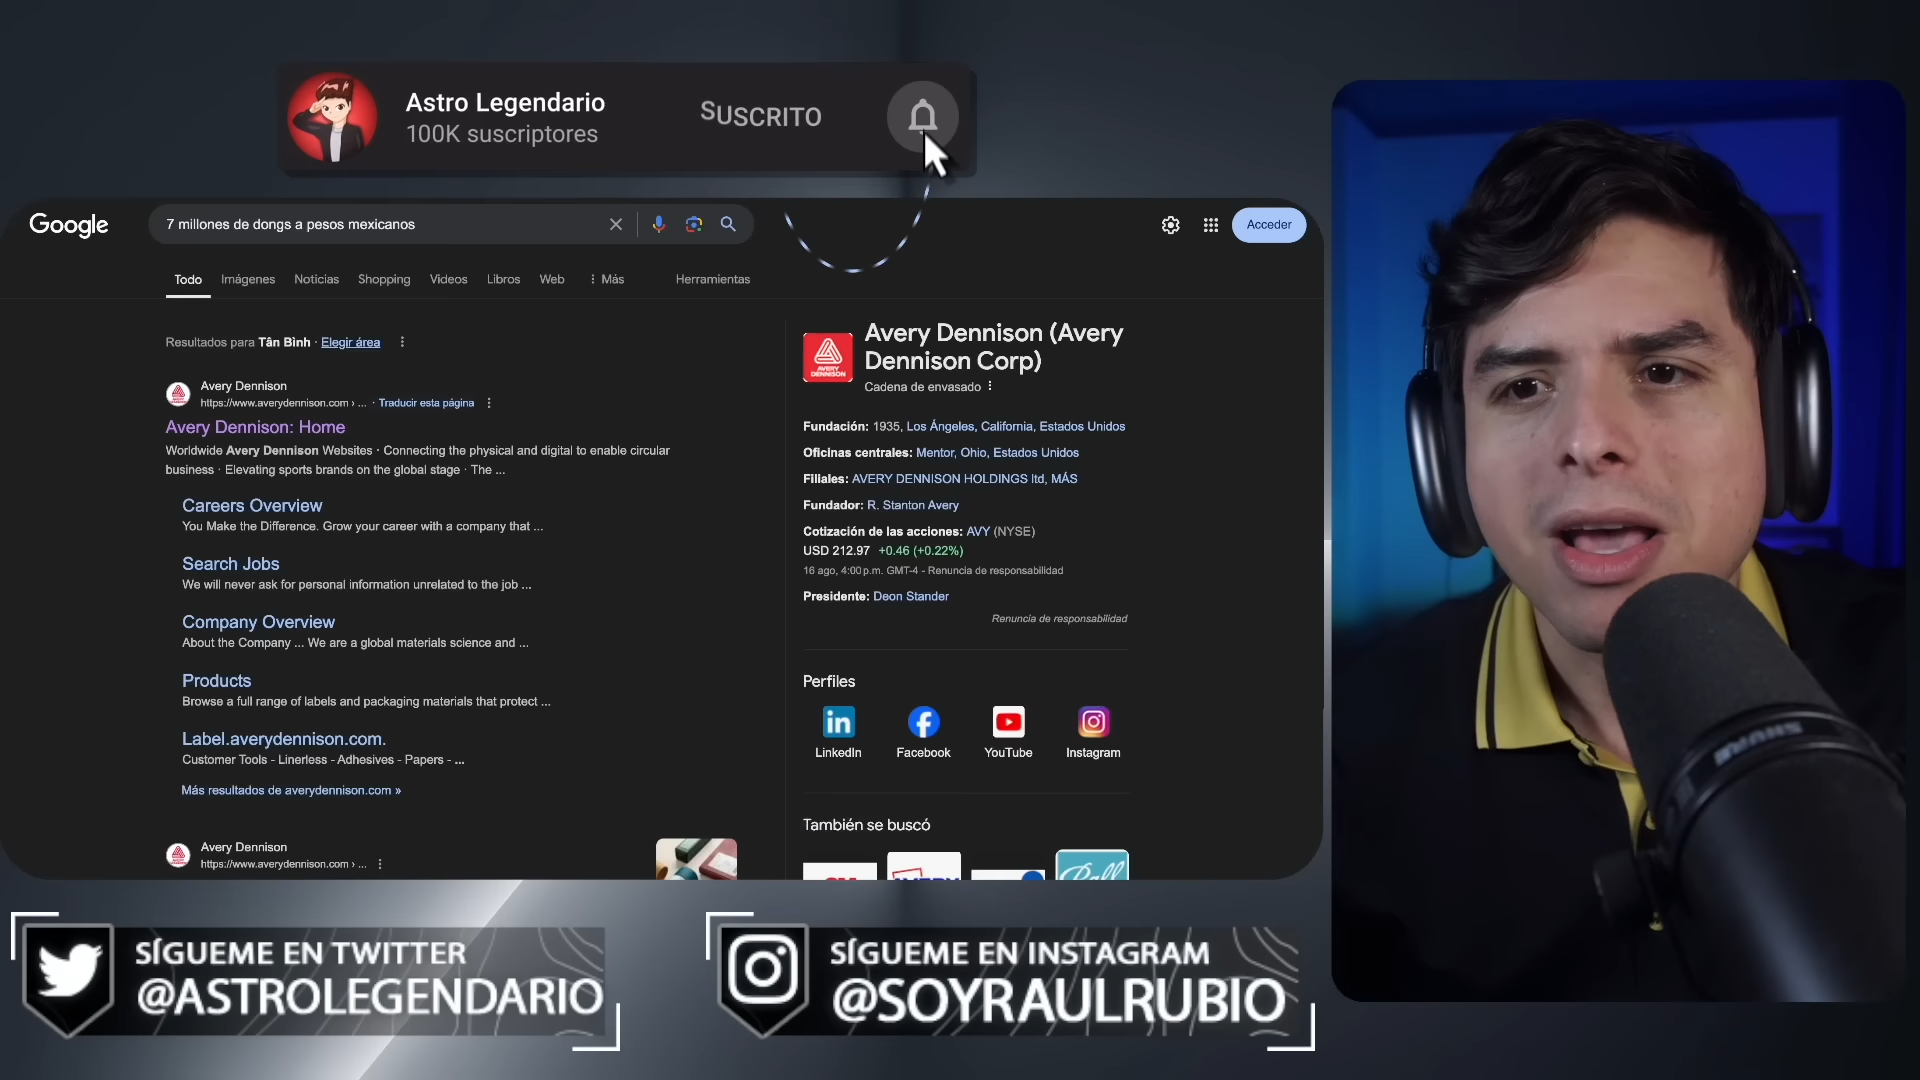 Astro Legendario
100K suscriptores
SUSCRITO
Google
7 millones de dongs a pesos mexicanos
Acceder
Todo Imágenes Noticias Shopping Videos Libros Web Más Herramientas
Resultados para Tân Bình · Elegir área
Avery Dennison
https://www.averydennison.com › ... · Traducir esta página
Avery Dennison: Home
Worldwide Avery Dennison Websites · Connecting the physical and digital to enable circular
business · Elevating sports brands on the global stage · The ...
Careers Overview
You Make the Difference. Grow your career with a company that ...
Search Jobs
We will never ask for personal information unrelated to the job ...
Company Overview
About the Company ... We are a global materials science and ...
Products
Browse a full range of labels and packaging materials that protect ...
Label.averydennison.com.
Customer Tools - Linerless - Adhesives - Papers - ...
Más resultados de averydennison.com »
Avery Dennison
https://www.averydennison.com › ...
AVERY
DENNISON
Avery Dennison (Avery
Dennison Corp)
Cadena de envasado
Fundación: 1935, Los Ángeles, California, Estados Unidos
Oficinas centrales: Mentor, Ohio, Estados Unidos
Filiales: AVERY DENNISON HOLDINGS ltd, MÁS
Fundador: R. Stanton Avery
Cotización de las acciones: AVY (NYSE)
USD 212.97 +0.46 (+0.22%)
16 ago, 4:00 p.m. GMT-4 - Renuncia de responsabilidad
Presidente: Deon Stander
Renuncia de responsabilidad
Perfiles
in
LinkedIn Facebook YouTube Instagram
También se buscó
AVERY
SHURE
SÍGUEME EN TWITTER
@ASTROLEGENDARIO
SÍGUEME EN INSTAGRAM
@SOYRAULRUBIO